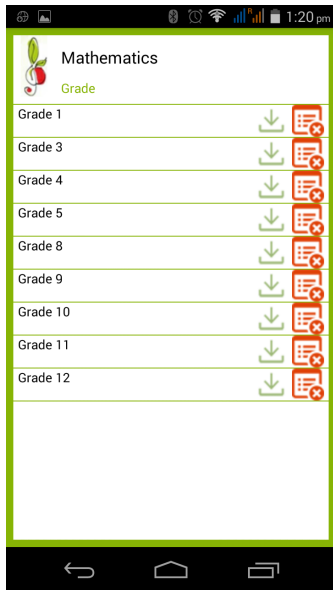 R
1:20 pm
Mathematics
Grade
Grade 1
Grade 3
Grade 4
Grade 5
Grade 8
Grade 9
Grade 10
Grade 11
Grade 12